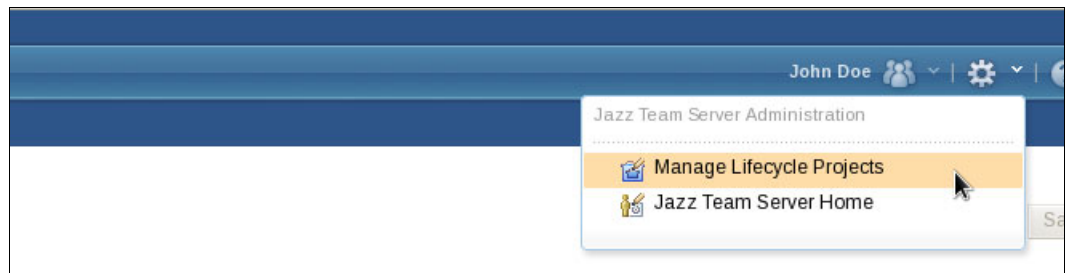 John Doe
Jazz Team Server Administration
Manage Lifecycle Projects
Jazz Team Server Home